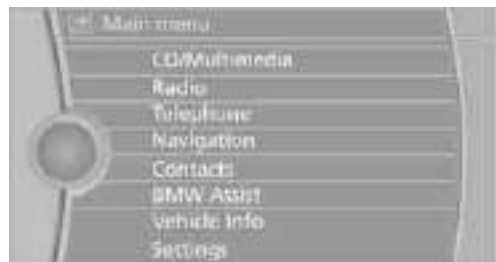 Main menu
CD/Multimedia
Radio
Telephone
Navigation
Contacts
BMW Assist
Vehicle Info
Settings